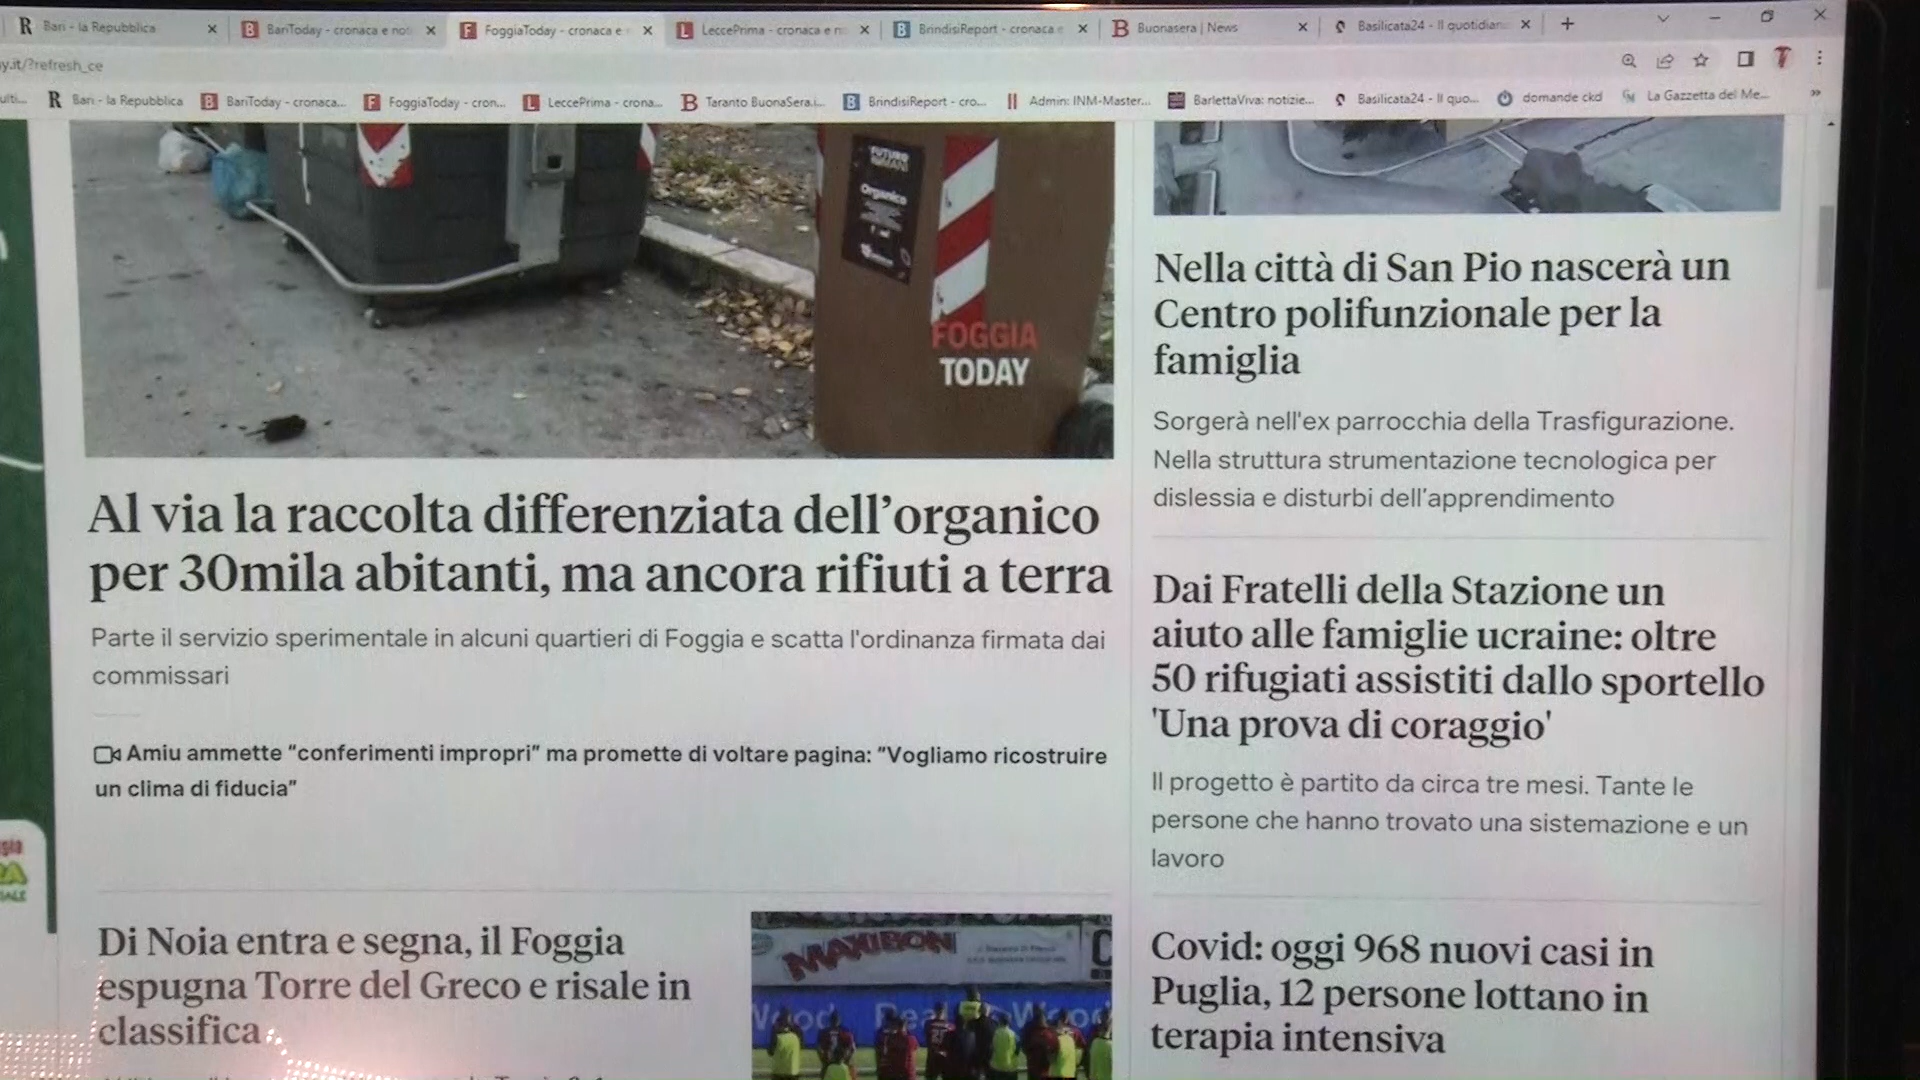 Bari - la Repubblica
BariToday - cronaca e noti
FoggiaToday - cronaca e
LeccePrima - cronaca e n
BrindisiReport - cronaca e
Buonasera | News
Basilicata24 - Il quotidian
y.it/?refresh_ce
Bari - la Repubblica
BariToday - cronaca...
FoggiaToday - cron...
LeccePrima - crona...
Taranto BuonaSera.i...
BrindisiReport - cro...
Admin: INM-Master...
BarlettaViva: notizie...
Basilicata24 - Il quo...
domande ckd
La Gazzetta del Me...
Organico
FOGGIA
TODAY
Al via la raccolta differenziata dell’organico
per 30mila abitanti, ma ancora rifiuti a terra
Parte il servizio sperimentale in alcuni quartieri di Foggia e scatta l'ordinanza firmata dai
commissari
Amiu ammette “conferimenti impropri” ma promette di voltare pagina: “Vogliamo ricostruire
un clima di fiducia”
Di Noia entra e segna, il Foggia
espugna Torre del Greco e risale in
classifica
MAXIBON
Nella città di San Pio nascerà un
Centro polifunzionale per la
famiglia
Sorgerà nell'ex parrocchia della Trasfigurazione.
Nella struttura strumentazione tecnologica per
dislessia e disturbi dell’apprendimento
Dai Fratelli della Stazione un
aiuto alle famiglie ucraine: oltre
50 rifugiati assistiti dallo sportello
'Una prova di coraggio'
Il progetto è partito da circa tre mesi. Tante le
persone che hanno trovato una sistemazione e un
lavoro
Covid: oggi 968 nuovi casi in
Puglia, 12 persone lottano in
terapia intensiva